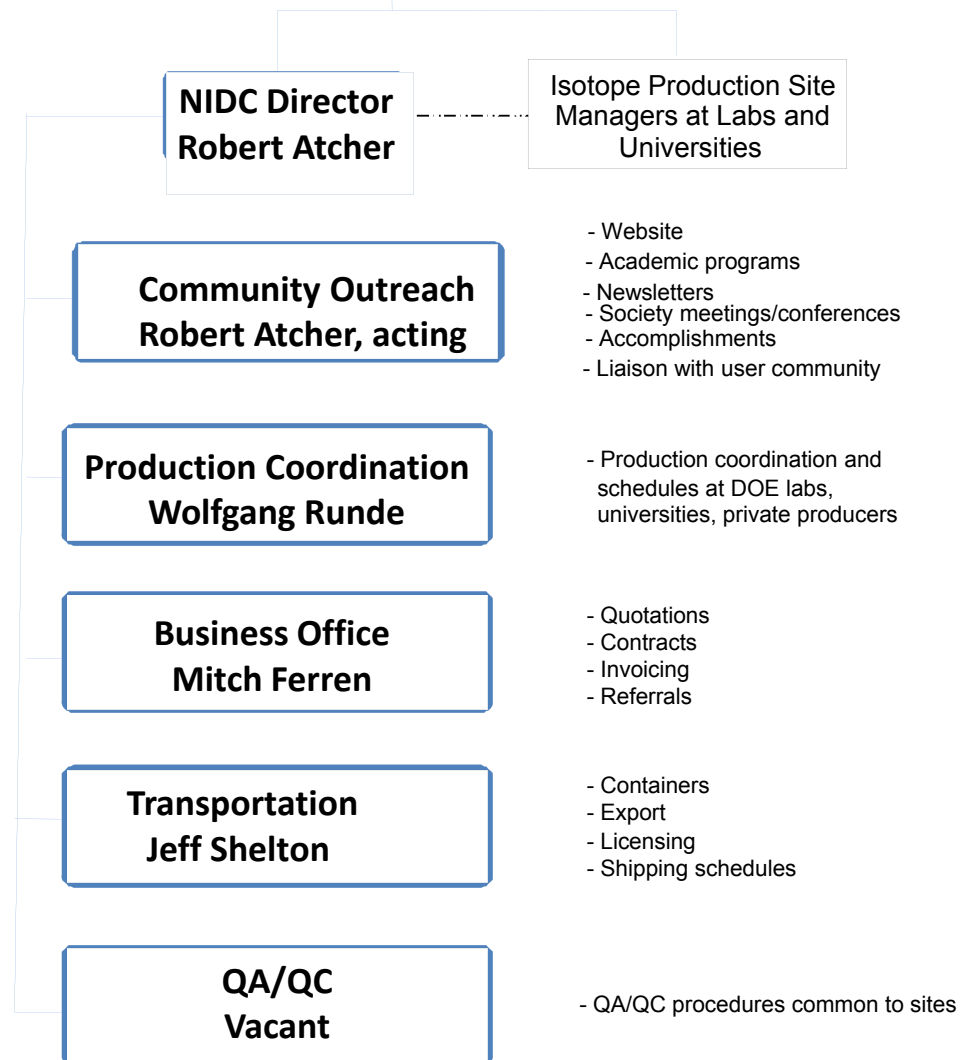 NIDC Director
Robert Atcher
Isotope Production Site
Managers at Labs and
Universities
Community Outreach
Robert Atcher, acting
- Website
- Academic programs
- Newsletters
- Society meetings/conferences
- Accomplishments
- Liaison with user community
Production Coordination
Wolfgang Runde
- Production coordination and
schedules at DOE labs,
universities, private producers
Business Office
Mitch Ferren
- Quotations
- Contracts
- Invoicing
- Referrals
Transportation
Jeff Shelton
- Containers
- Export
- Licensing
- Shipping schedules
QA/QC
Vacant
- QA/QC procedures common to sites